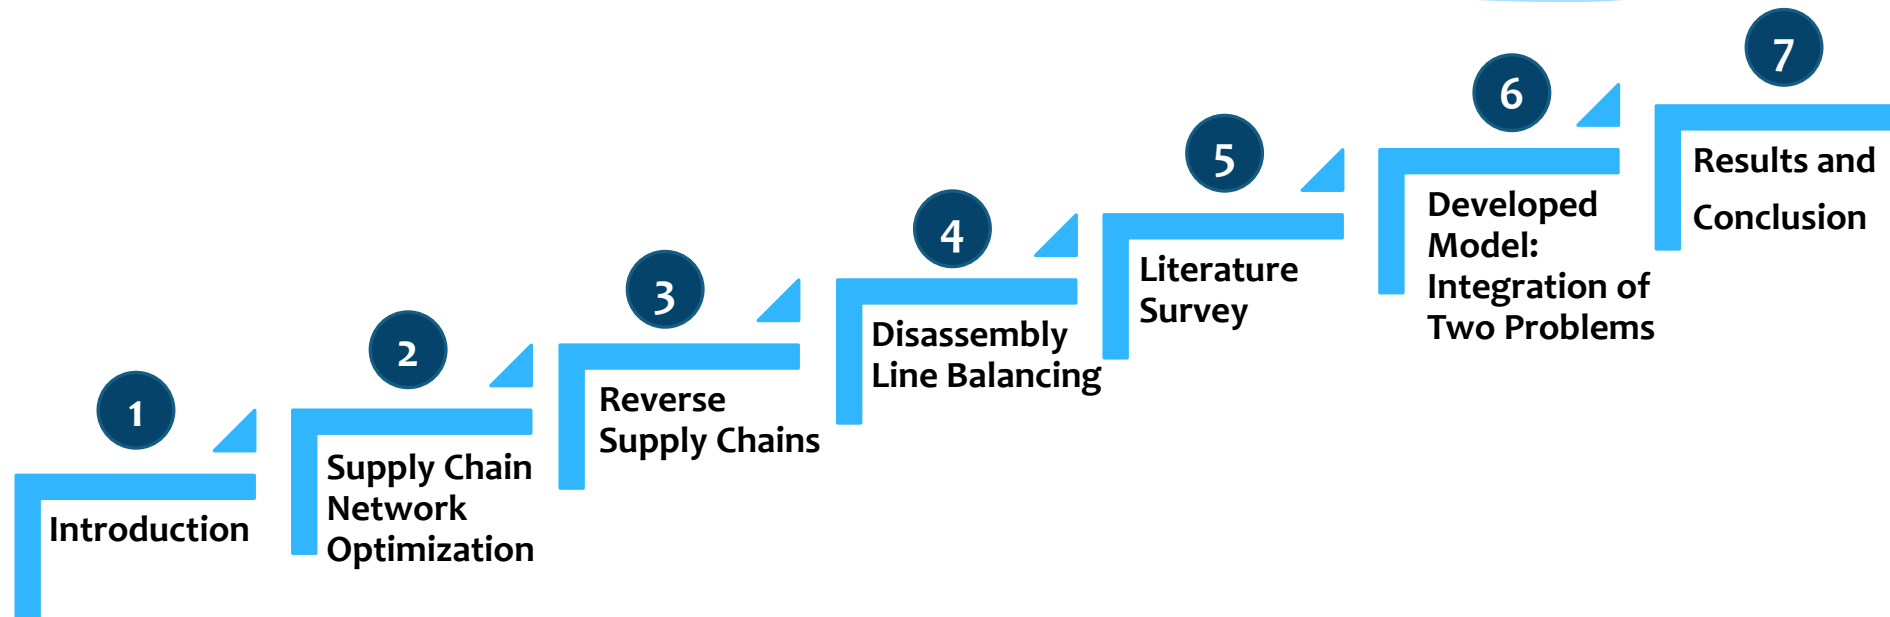 1
Introduction
2
Supply Chain
Network
Optimization
3
Reverse
Supply Chains
4
Disassembly
Line Balancing
5
Literature
Survey
6
Developed
Model:
Integration of
Two Problems
7
Results and
Conclusion